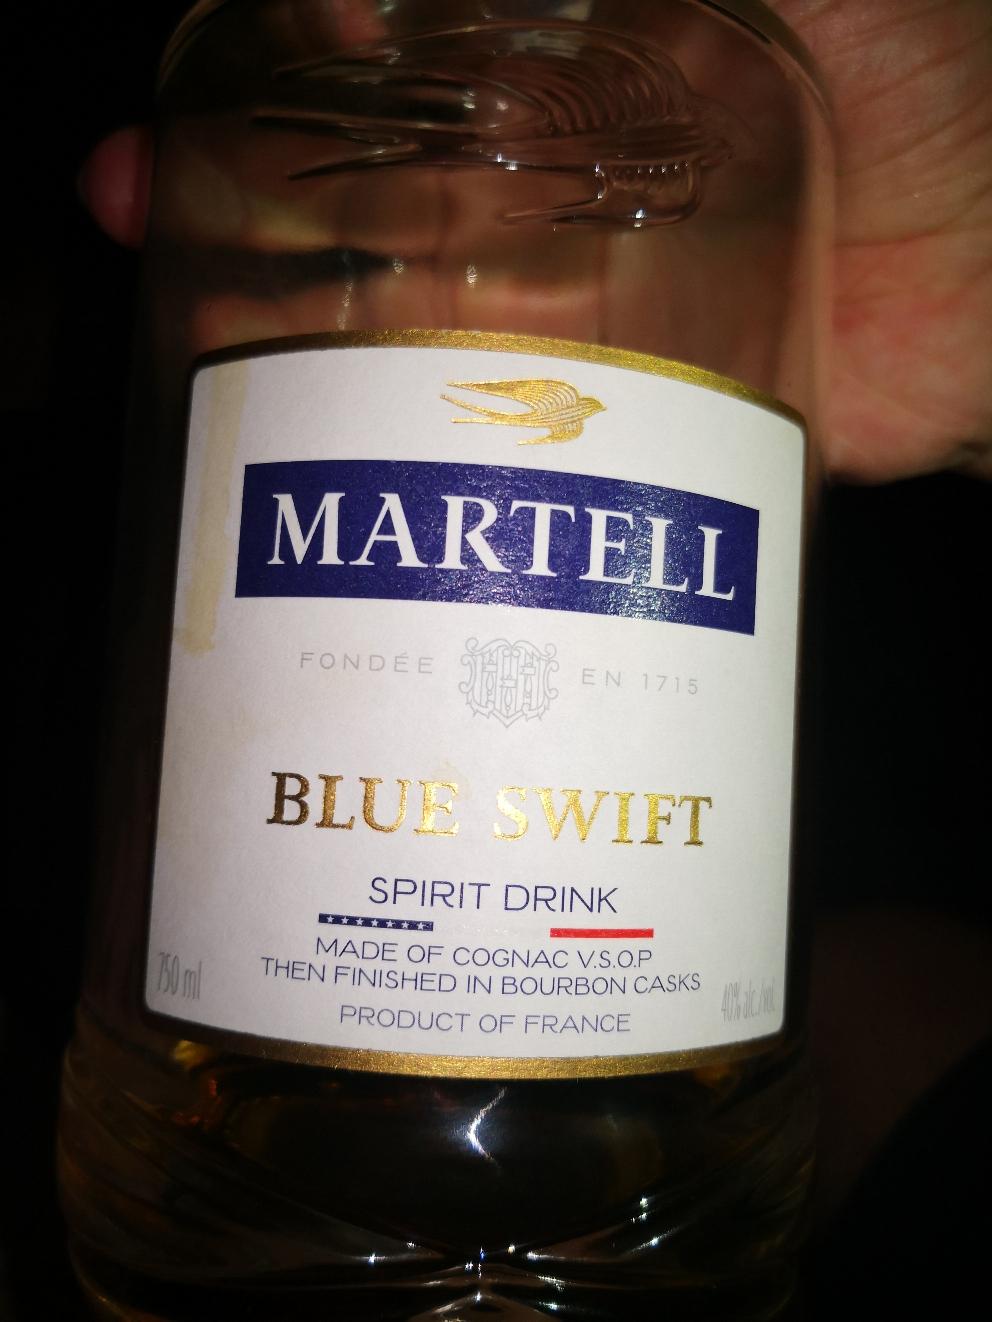 MARTELL
FONDÉE EN 1715
BLUE SWIFT
SPIRIT DRINK
MADE OF COGNAC V.S.O.P
THEN FINISHED IN BOURBON CASKS
750 ml 40% alc./vol.
PRODUCT OF FRANCE